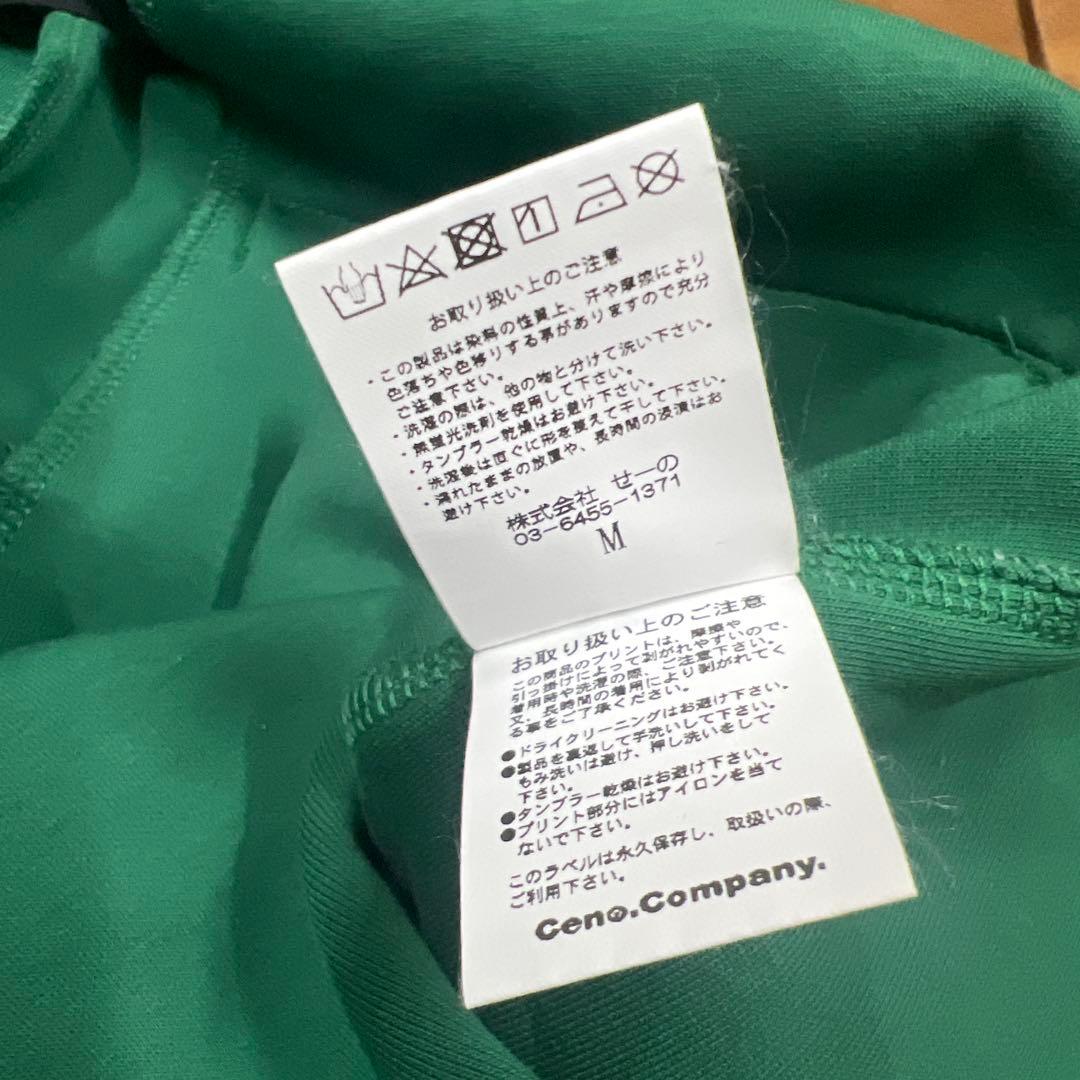 お取り扱い上のご注意
・この製品は染料の性質上、汗や摩擦により
色落ちや色移りする事がありますので充分
ご注意下さい。
・洗濯の際は、他の物と分けて洗い下さい。
・無蛍光洗剤を使用して下さい。
・タンブラー乾燥はお避け下さい。
・洗濯後は直ぐに形を整えて干して下さい。
・濡れたままの放置や、長時間の浸漬はお
避け下さい。
株式会社 せーの
03-6455-1371
M
お取り扱い上のご注意
この商品のプリントは、摩擦や
引っ掛けによって剥がれやすいので、
着用時や洗濯の際、ご注意下さい。
又、長時間の着用により剥がれてく
る事をご了承ください。
●ドライクリーニングはお避け下さい。
●製品を裏返して手洗いして下さい。
もみ洗いは避け、押し洗いをして
下さい。
●タンブラー乾燥はお避け下さい。
●プリント部分にはアイロンを当て
ないで下さい。
このラベルは永久保存し、取扱いの際、
ご利用下さい。
Ceno.Company.